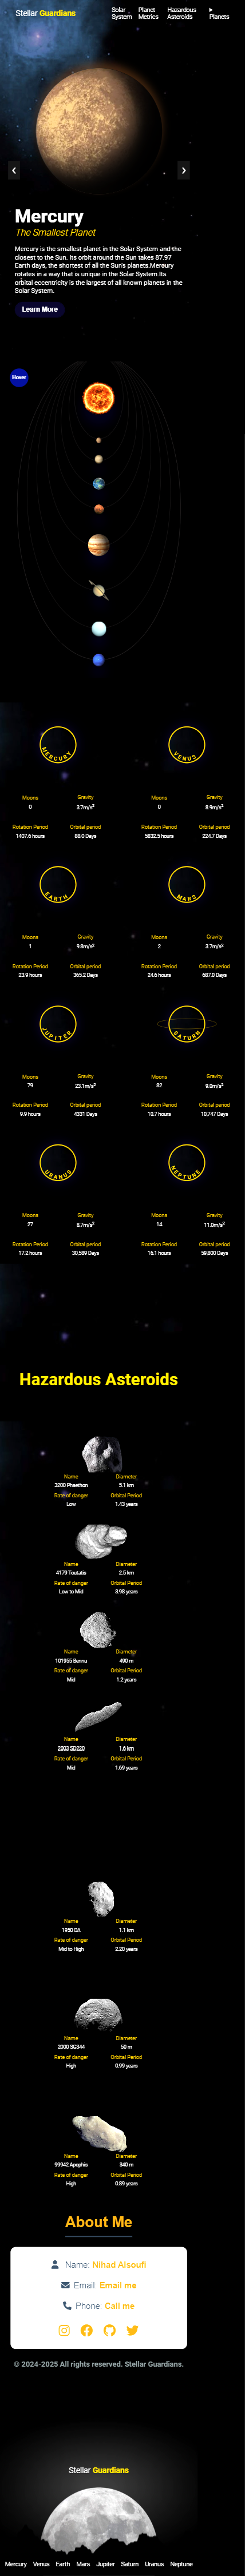 Stellar Guardians
Solar System
Planet Metrics
Hazardous Asteroids
Planets
❮
❯
Mercury
The Smallest Planet
Mercury is the smallest planet in the Solar System and the
closest to the Sun. Its orbit around the Sun takes 87.97
Earth days, the shortest of all the Sun's planets.Mercury
rotates in a way that is unique in the Solar System.Its
orbital eccentricity is the largest of all known planets in the
Solar System.
Learn More
Hover
MERCURY
VENUS
Moons Gravity Moons Gravity
0 3.7m/s² 0 8.9m/s²
Rotation Period Orbital period Rotation Period Orbital period
1407.6 hours 88.0 Days 5832.5 hours 224.7 Days
EARTH
MARS
Moons Gravity Moons Gravity
1 9.8m/s² 2 3.7m/s²
Rotation Period Orbital period Rotation Period Orbital period
23.9 hours 365.2 Days 24.6 hours 687.0 Days
JUPITER
SATURN
Moons Gravity Moons Gravity
79 23.1m/s² 82 9.0m/s²
Rotation Period Orbital period Rotation Period Orbital period
9.9 hours 4331 Days 10.7 hours 10,747 Days
URANUS
NEPTUNE
Moons Gravity Moons Gravity
27 8.7m/s² 14 11.0m/s²
Rotation Period Orbital period Rotation Period Orbital period
17.2 hours 30,589 Days 16.1 hours 59,800 Days
Hazardous Asteroids
Name Diameter
3200 Phaethon 5.1 km
Rate of danger Orbital Period
Low 1.43 years
Name Diameter
4179 Toutatis 2.5 km
Rate of danger Orbital Period
Low to Mid 3.98 years
Name Diameter
101955 Bennu 490 m
Rate of danger Orbital Period
Mid 1.2 years
Name Diameter
2003 SD220 1.6 km
Rate of danger Orbital Period
Mid 1.69 years
Name Diameter
1950 DA 1.1 km
Rate of danger Orbital Period
Mid to High 2.20 years
Name Diameter
2000 SG344 50 m
Rate of danger Orbital Period
High 0.99 years
Name Diameter
99942 Apophis 340 m
Rate of danger Orbital Period
High 0.89 years
About Me
Name: Nihad Alsoufi
Email: Email me
Phone: Call me
© 2024-2025 All rights reserved. Stellar Guardians.
Stellar Guardians
Mercury Venus Earth Mars Jupiter Saturn Uranus Neptune